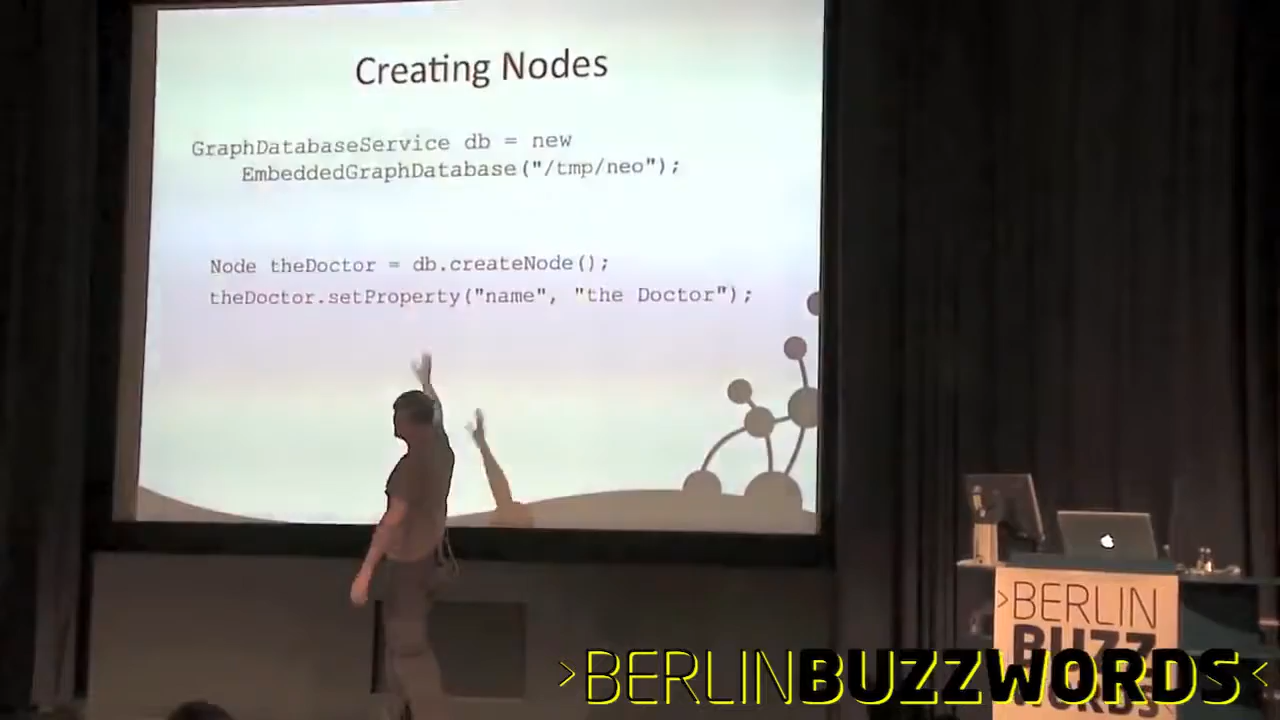 Creating Nodes
GraphDatabaseService db = new
EmbeddedGraphDatabase("/tmp/neo");
Node theDoctor = db.createNode();
theDoctor.setProperty("name", "the Doctor");
>BERLIN
BUZZ
WORDS
>BERLINBUZZWORDS<